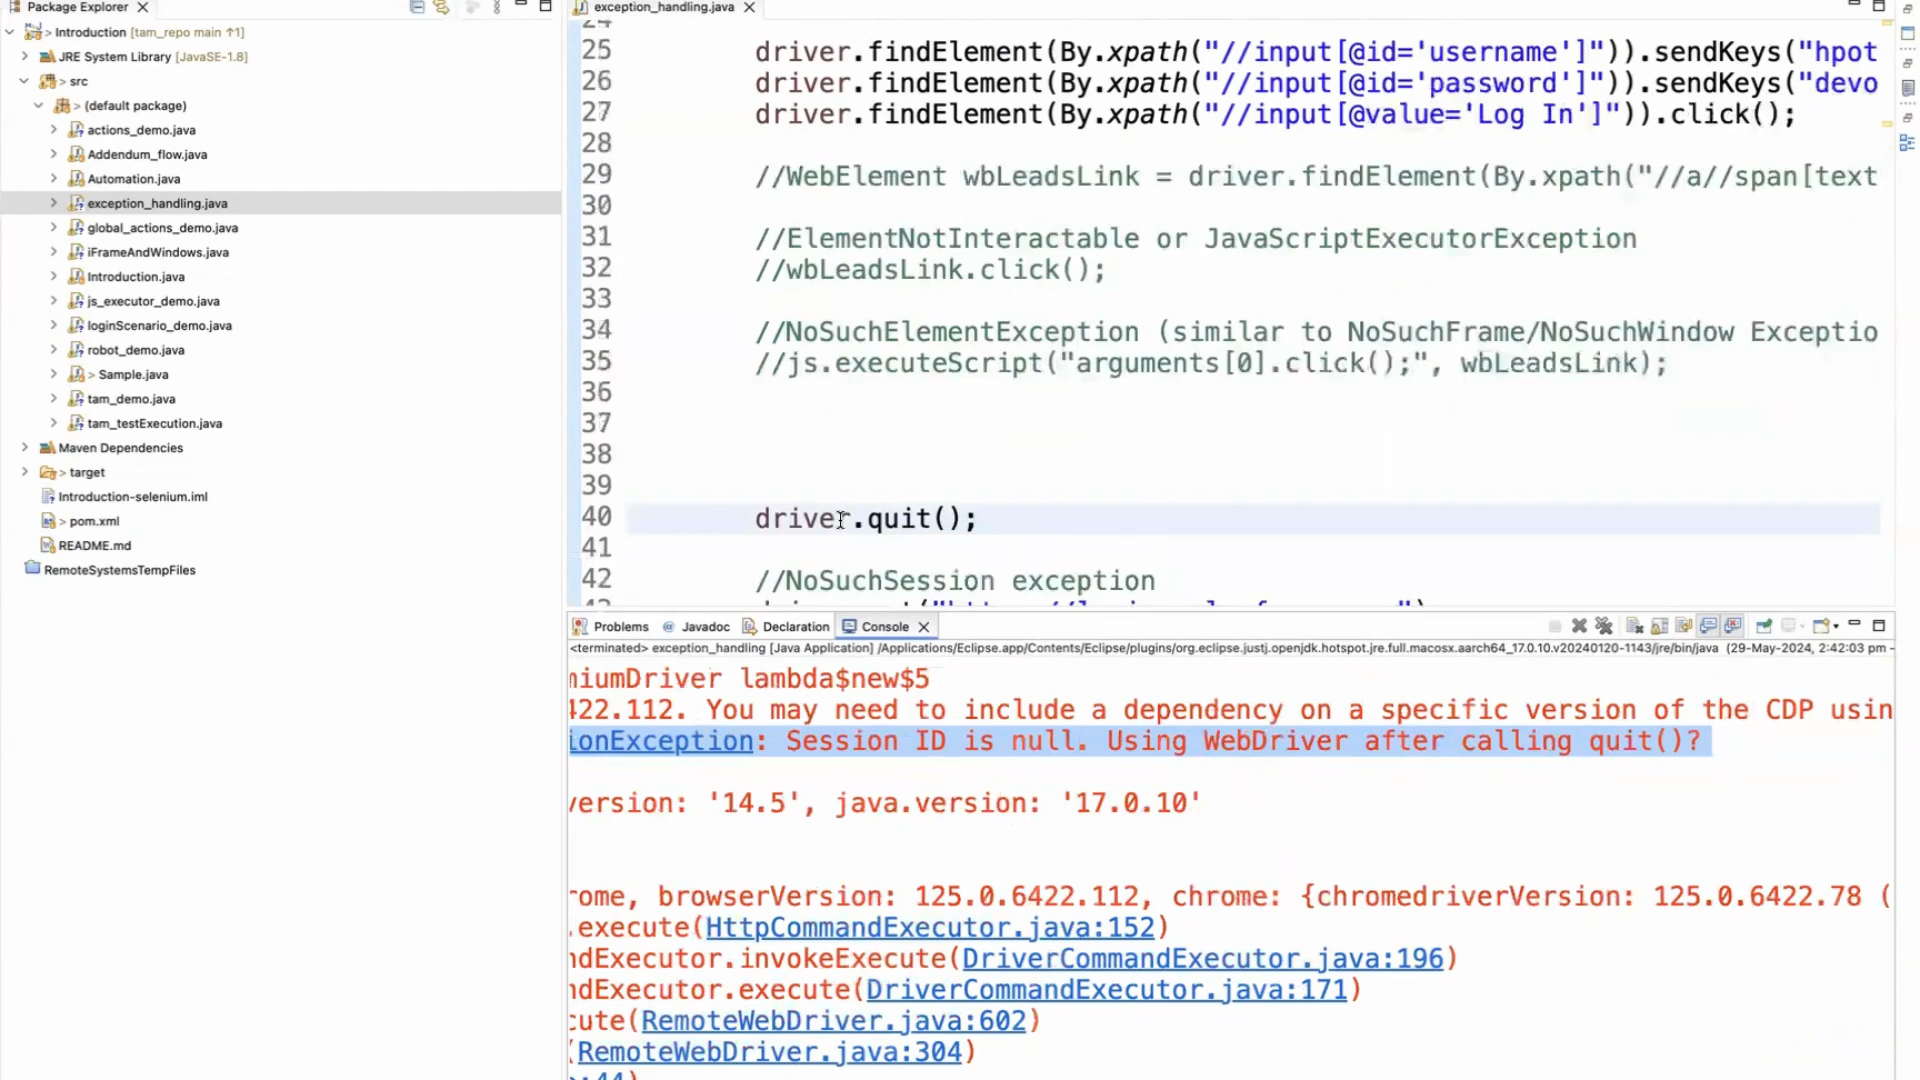 Package Explorer
> Introduction [tam_repo main ↑1]
JRE System Library [JavaSE-1.8]
> src
> (default package)
actions_demo.java
Addendum_flow.java
Automation.java
exception_handling.java
global_actions_demo.java
iFrameAndWindows.java
Introduction.java
js_executor_demo.java
loginScenario_demo.java
robot_demo.java
> Sample.java
tam_demo.java
tam_testExecution.java
Maven Dependencies
> target
Introduction-selenium.iml
> pom.xml
README.md
RemoteSystemsTempFiles
exception_handling.java
24
25 driver.findElement(By.xpath("//input[@id='username']")).sendKeys("hpot
26 driver.findElement(By.xpath("//input[@id='password']")).sendKeys("devo
27 driver.findElement(By.xpath("//input[@value='Log In']")).click();
28
29 //WebElement wbLeadsLink = driver.findElement(By.xpath("//a//span[text
30
31 //ElementNotInteractable or JavaScriptExecutorException
32 //wbLeadsLink.click();
33
34 //NoSuchElementException (similar to NoSuchFrame/NoSuchWindow Exceptio
35 //js.executeScript("arguments[0].click();", wbLeadsLink);
36
37
38
39
40 driver.quit();
41
42 //NoSuchSession exception
Problems Javadoc Declaration Console
<terminated> exception_handling [Java Application] /Applications/Eclipse.app/Contents/Eclipse/plugins/org.eclipse.justj.openjdk.hotspot.jre.full.macosx.aarch64_17.0.10.v20240120-1143/jre/bin/java (29-May-2024, 2:42:03 pm –
miumDriver lambda$new$5
422.112. You may need to include a dependency on a specific version of the CDP usin
ionException: Session ID is null. Using WebDriver after calling quit()?
version: '14.5', java.version: '17.0.10'
rome, browserVersion: 125.0.6422.112, chrome: {chromedriverVersion: 125.0.6422.78 (
.execute(HttpCommandExecutor.java:152)
ndExecutor.invokeExecute(DriverCommandExecutor.java:196)
ndExecutor.execute(DriverCommandExecutor.java:171)
cute(RemoteWebDriver.java:602)
(RemoteWebDriver.java:304)